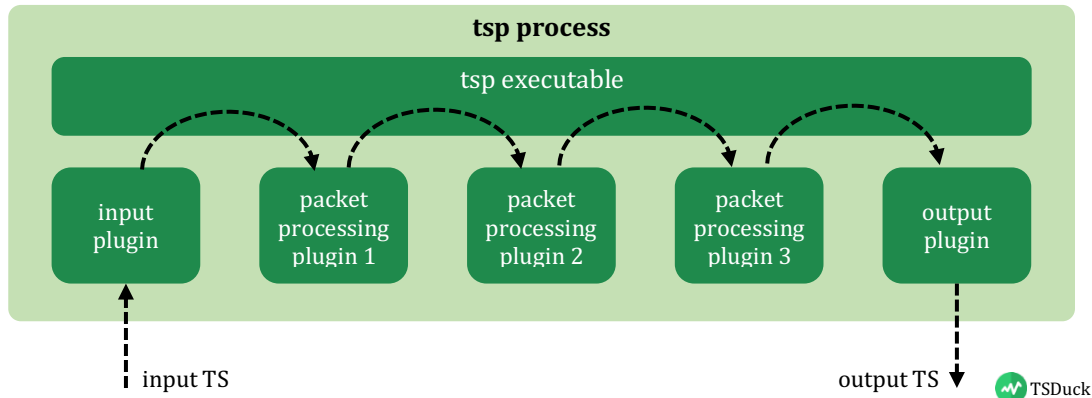 tsp process
tsp executable
input
plugin
packet
processing
plugin 1
packet
processing
plugin 2
packet
processing
plugin 3
output
plugin
input TS
output TS
TSDuck